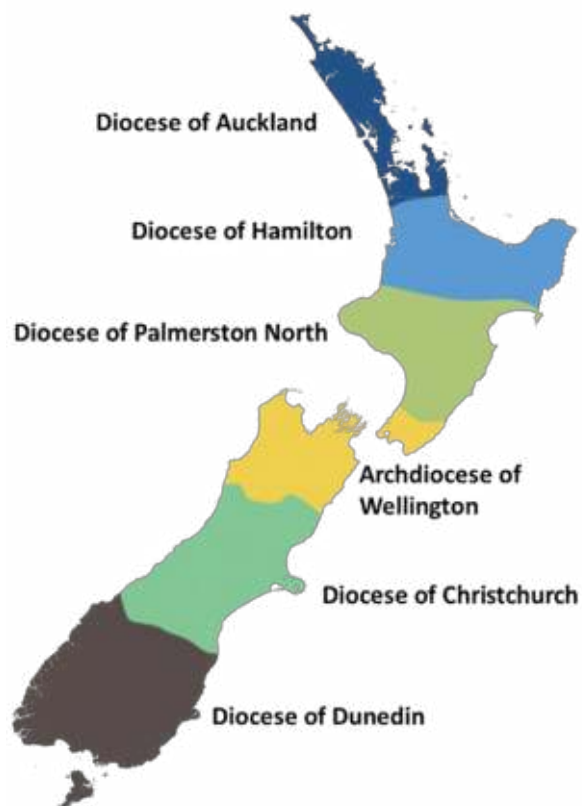 Diocese of Auckland
Diocese of Hamilton
Diocese of Palmerston North
Archdiocese of
Wellington
Diocese of Christchurch
Diocese of Dunedin